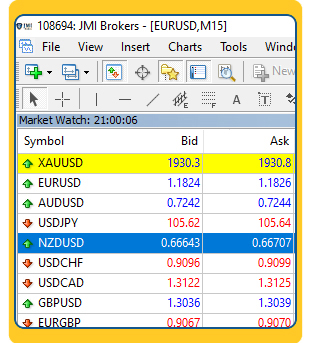 108694: JMI Brokers - [EURUSD,M15]
File View Insert Charts Tools Windo
New
A T
Market Watch: 21:00:06
Symbol Bid Ask
XAUUSD 1930.3 1930.8
EURUSD 1.1824 1.1826
AUDUSD 0.7242 0.7244
USDJPY 105.62 105.64
NZDUSD 0.66643 0.66707
USDCHF 0.9096 0.9099
USDCAD 1.3122 1.3125
GBPUSD 1.3036 1.3039
EURGBP 0.9067 0.9070